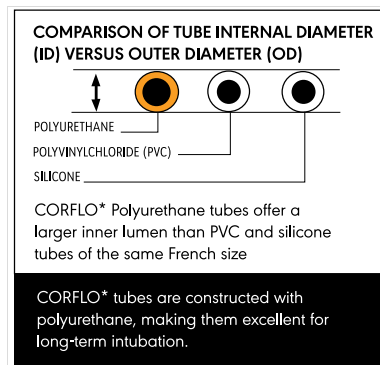 COMPARISON OF TUBE INTERNAL DIAMETER
(ID) VERSUS OUTER DIAMETER (OD)
POLYURETHANE
POLYVINYLCHLORIDE (PVC)
SILICONE
CORFLO* Polyurethane tubes offer a
larger inner lumen than PVC and silicone
tubes of the same French size
CORFLO* tubes are constructed with
polyurethane, making them excellent for
long-term intubation.